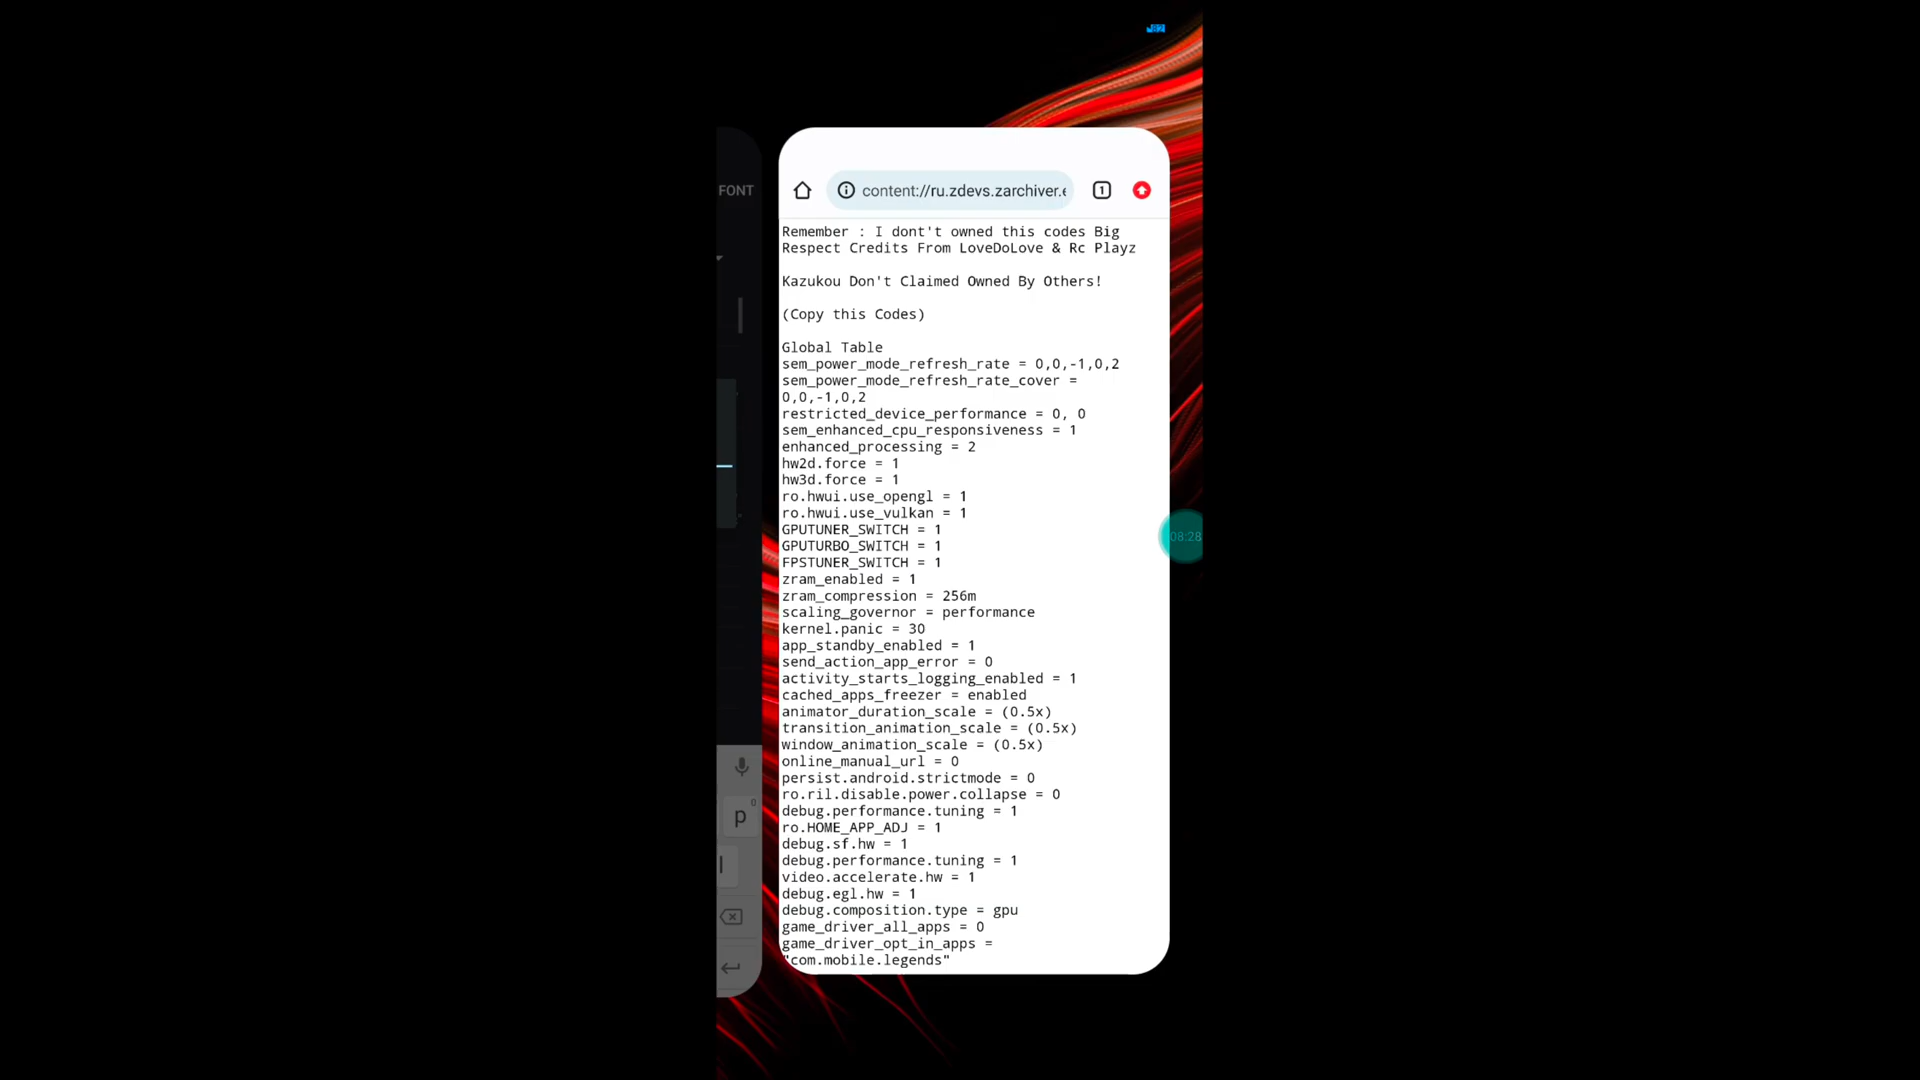 FONT
content://ru.zdevs.zarchiver.e
1
Remember : I dont't owned this codes Big
Respect Credits From LoveDoLove & Rc Playz
Kazukou Don't Claimed Owned By Others!
(Copy this Codes)
Global Table
sem_power_mode_refresh_rate = 0,0,-1,0,2
sem_power_mode_refresh_rate_cover =
0,0,-1,0,2
restricted_device_performance = 0, 0
sem_enhanced_cpu_responsiveness = 1
enhanced_processing = 2
hw2d.force = 1
hw3d.force = 1
ro.hwui.use_opengl = 1
ro.hwui.use_vulkan = 1
GPUTUNER_SWITCH = 1
GPUTURBO_SWITCH = 1
FPSTUNER_SWITCH = 1
zram_enabled = 1
zram_compression = 256m
scaling_governor = performance
kernel.panic = 30
app_standby_enabled = 1
send_action_app_error = 0
activity_starts_logging_enabled = 1
cached_apps_freezer = enabled
animator_duration_scale = (0.5x)
transition_animation_scale = (0.5x)
window_animation_scale = (0.5x)
online_manual_url = 0
persist.android.strictmode = 0
ro.ril.disable.power.collapse = 0
debug.performance.tuning = 1
ro.HOME_APP_ADJ = 1
debug.sf.hw = 1
debug.performance.tuning = 1
video.accelerate.hw = 1
debug.egl.hw = 1
debug.composition.type = gpu
game_driver_all_apps = 0
game_driver_opt_in_apps =
"com.mobile.legends"
08:28
p
0